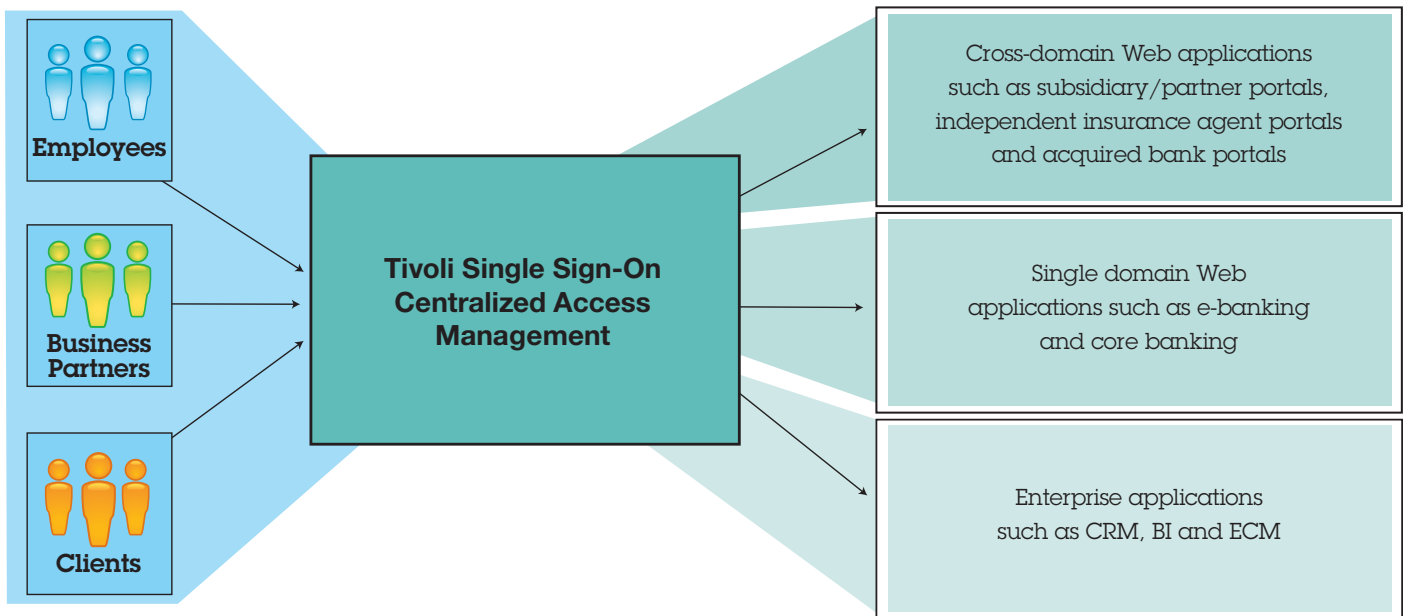 Employees
Business
Partners
Clients
Tivoli Single Sign-On
Centralized Access
Management
Cross-domain Web applications
such as subsidiary/partner portals,
independent insurance agent portals
and acquired bank portals
Single domain Web
applications such as e-banking
and core banking
Enterprise applications
such as CRM, BI and ECM